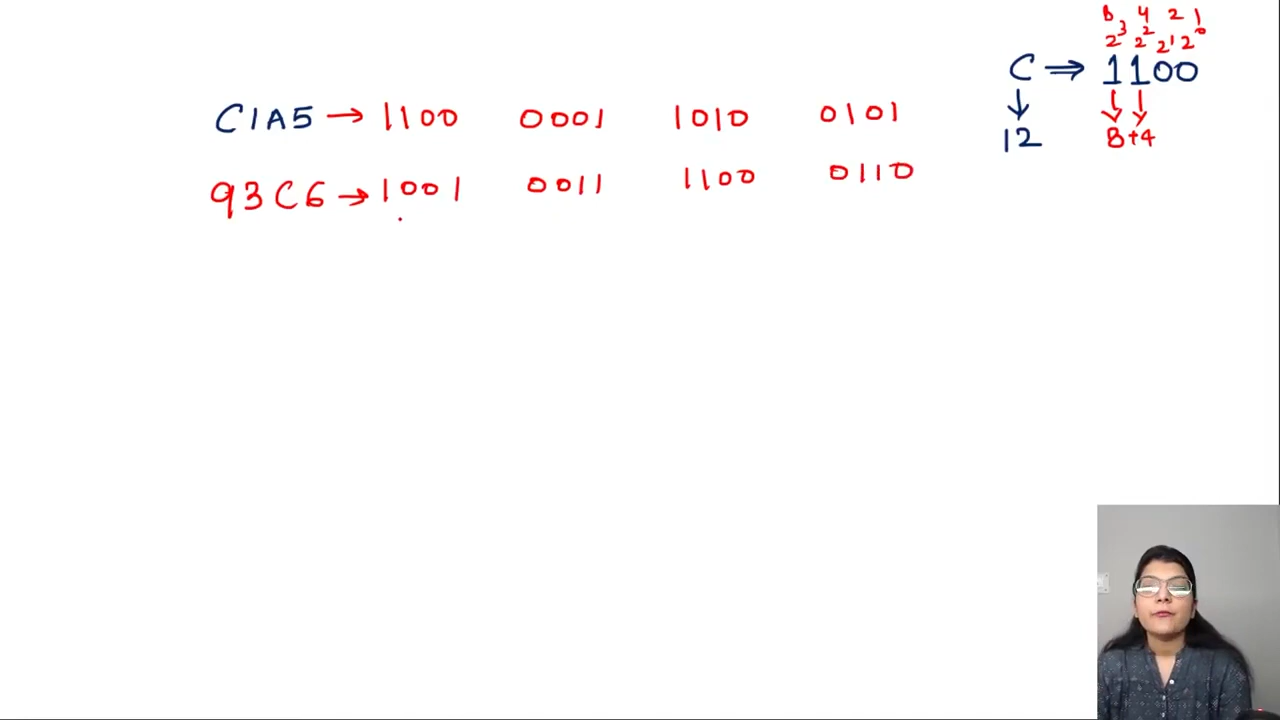 8 4 2 1
2³ 2² 2¹ 2⁰
C ⇒ 1100
↓ ↓ ↓
12 8+4
C1A5 → 1100 0001 1010 0101
93C6 → 1001 0011 1100 0110